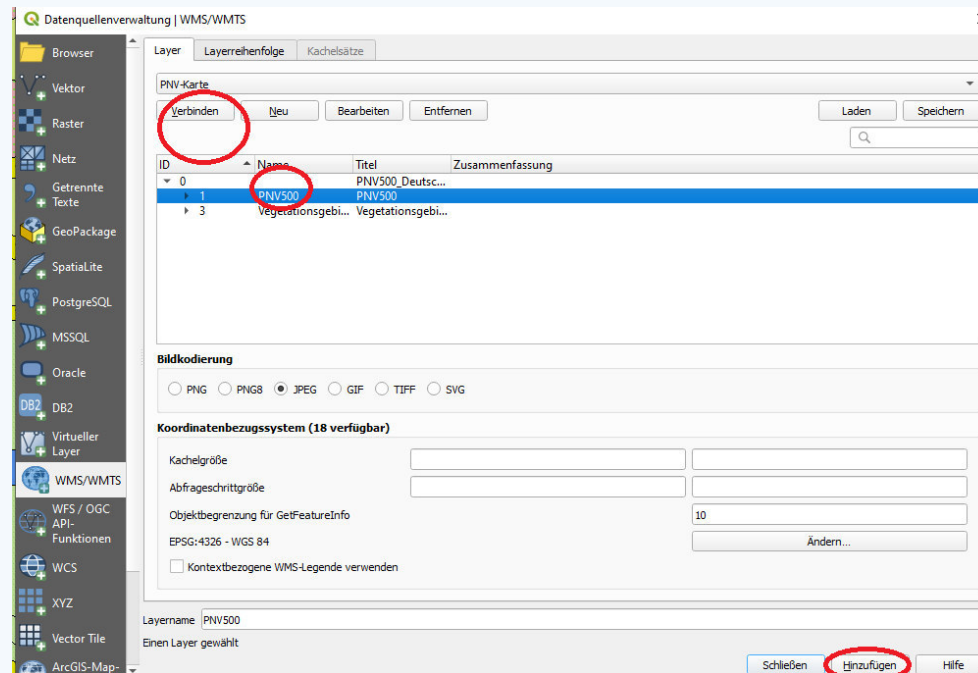 Datenquellenverwaltung | WMS/WMTS
Browser
Vektor
Raster
Netz
Getrennte
Texte
GeoPackage
SpatiaLite
PostgreSQL
MSSQL
Oracle
DB2 DB2
Virtueller
Layer
WMS/WMTS
WFS / OGC
API-
Funktionen
WCS
XYZ
Vector Tile
ArcGIS-Map-
Layer Layerreihenfolge Kachelsätze
PNV-Karte
Verbinden Neu Bearbeiten Entfernen Laden Speichern
ID Name Titel Zusammenfassung
0 PNV500_Deutsc...
1 PNV500 PNV500
3 Vegetationsgebi... Vegetationsgebi...
Bildkodierung
PNG PNG8 JPEG GIF TIFF SVG
Koordinatenbezugssystem (18 verfügbar)
Kachelgröße
Abfrageschrittgröße
Objektbegrenzung für GetFeatureInfo 10
EPSG:4326 - WGS 84 Ändern...
Kontextbezogene WMS-Legende verwenden
Layername PNV500
Einen Layer gewählt
Schließen Hinzufügen Hilfe